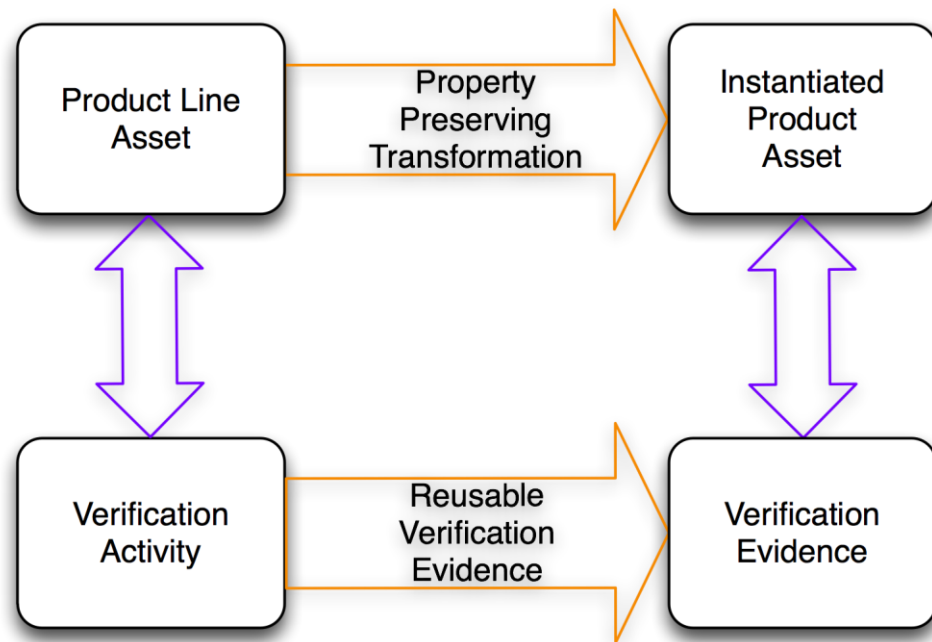 Product Line
Asset
Property
Preserving
Transformation
Instantiated
Product
Asset
Verification
Activity
Reusable
Verification
Evidence
Verification
Evidence